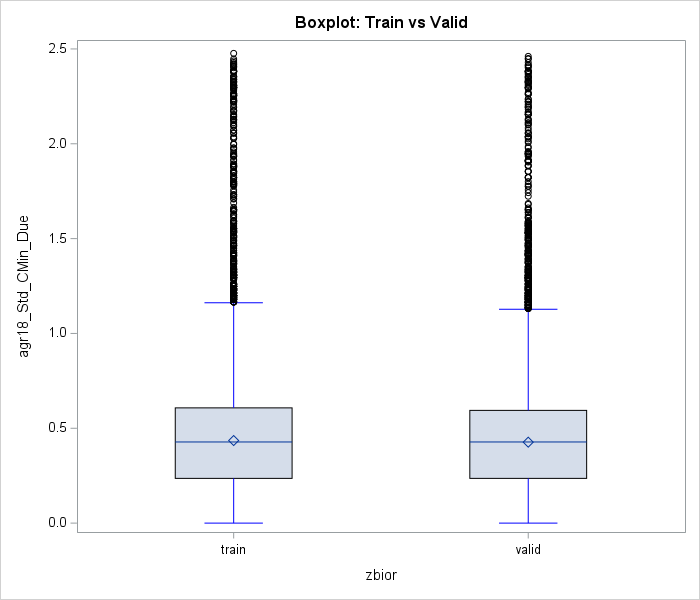 Boxplot: Train vs Valid
agr18_Std_CMin_Due
2.5
2.0
1.5
1.0
0.5
0.0
train
valid
zbior